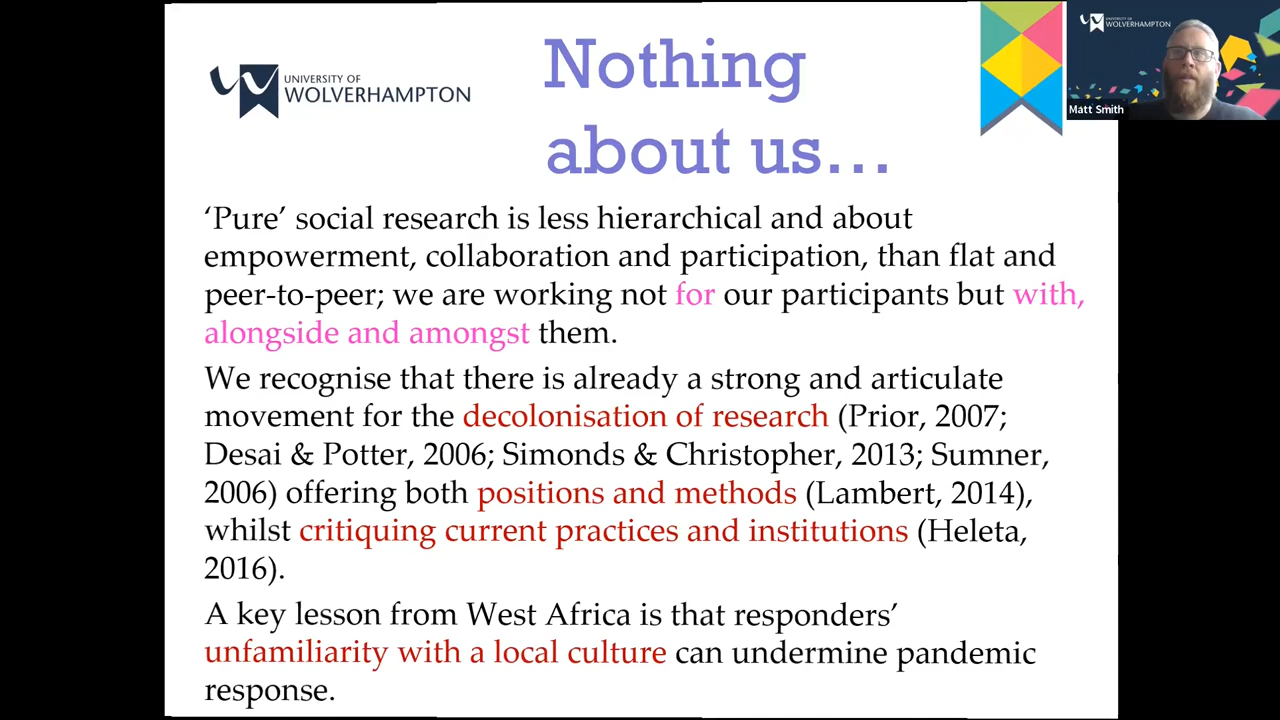 Nothing
about us…
UNIVERSITY OF
WOLVERHAMPTON
UNIVERSITY OF
WOLVERHAMPTON
Matt Smith
‘Pure’ social research is less hierarchical and about
empowerment, collaboration and participation, than flat and
peer-to-peer; we are working not for our participants but with,
alongside and amongst them.
We recognise that there is already a strong and articulate
movement for the decolonisation of research (Prior, 2007;
Desai & Potter, 2006; Simonds & Christopher, 2013; Sumner,
2006) offering both positions and methods (Lambert, 2014),
whilst critiquing current practices and institutions (Heleta,
2016).
A key lesson from West Africa is that responders’
unfamiliarity with a local culture can undermine pandemic
response.